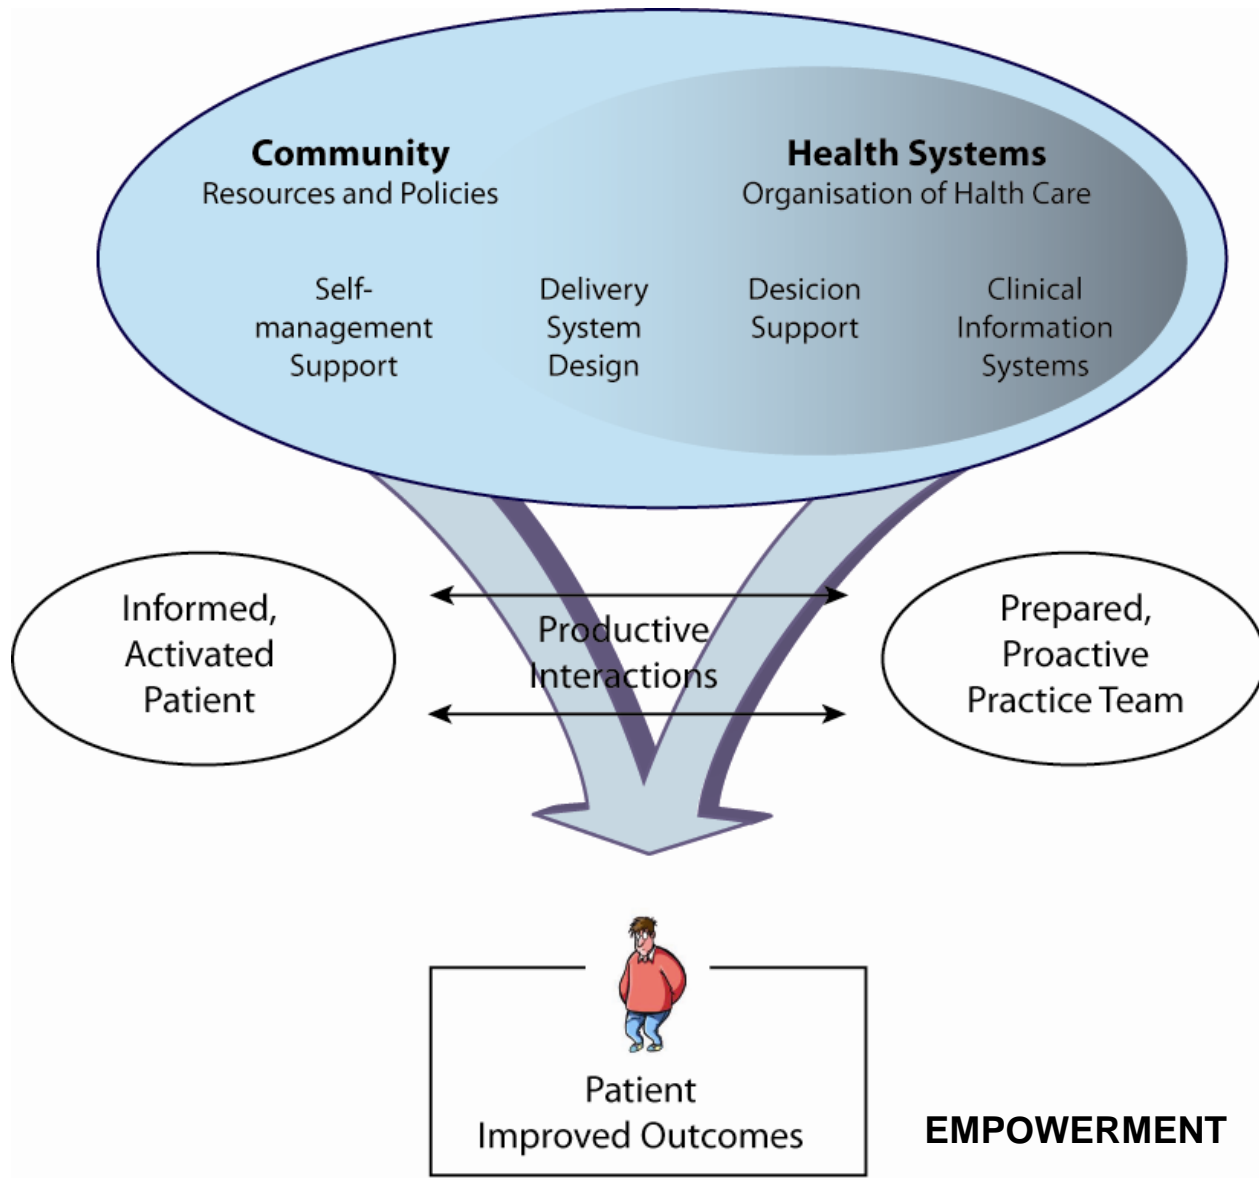 Community
Resources and Policies
Health Systems
Organisation of Halth Care
Self-
management
Support
Delivery
System
Design
Desicion
Support
Clinical
Information
Systems
Informed,
Activated
Patient
Productive
Interactions
Prepared,
Proactive
Practice Team
Patient
Improved Outcomes
EMPOWERMENT